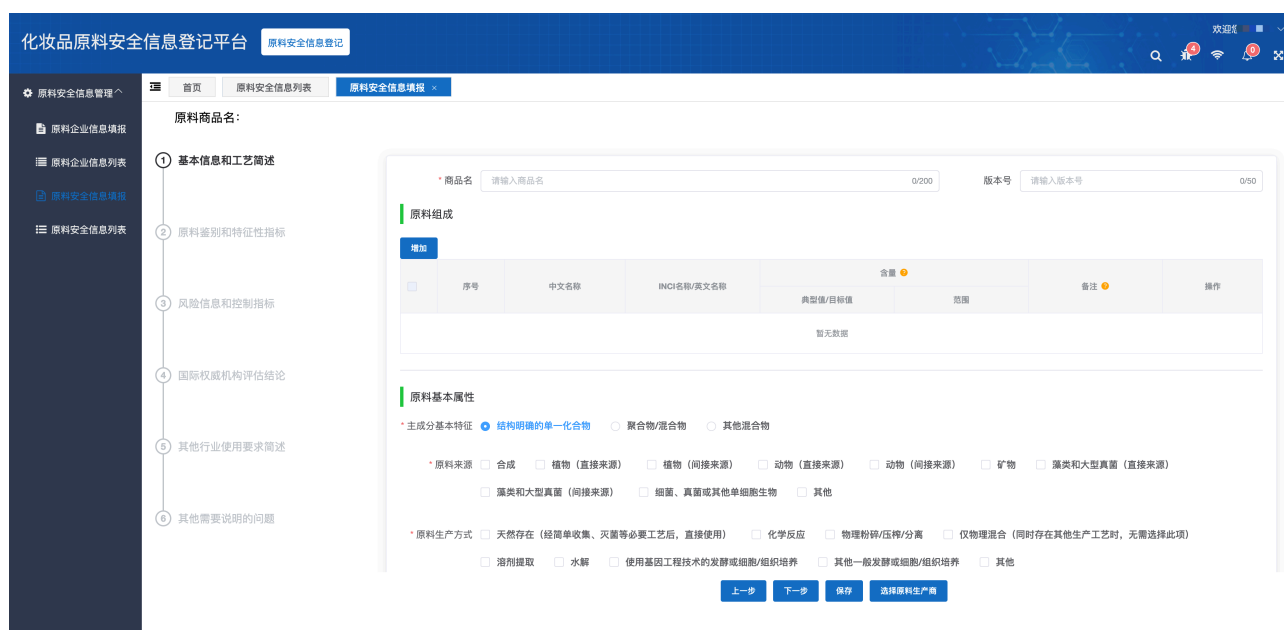 欢迎您
化妆品原料安全信息登记平台 原料安全信息登记
4 0
原料安全信息管理
首页 原料安全信息列表 原料安全信息填报 ×
原料商品名：
原料企业信息填报
原料企业信息列表
原料安全信息填报
原料安全信息列表
1 基本信息和工艺简述
2 原料鉴别和特征性指标
3 风险信息和控制指标
4 国际权威机构评估结论
5 其他行业使用要求简述
6 其他需要说明的问题
* 商品名 请输入商品名 0/200 版本号 请输入版本号 0/50
原料组成
增加
序号 中文名称 INCI名称/英文名称 含量 ? 备注 ? 操作
典型值/目标值 范围
暂无数据
原料基本属性
* 主成分基本特征 结构明确的单一化合物 聚合物/混合物 其他混合物
* 原料来源 合成 植物（直接来源） 植物（间接来源） 动物（直接来源） 动物（间接来源） 矿物 藻类和大型真菌（直接来源）
藻类和大型真菌（间接来源） 细菌、真菌或其他单细胞生物 其他
* 原料生产方式 天然存在（经简单收集、灭菌等必要工艺后，直接使用） 化学反应 物理粉碎/压榨/分离 仅物理混合（同时存在其他生产工艺时，无需选择此项）
溶剂提取 水解 使用基因工程技术的发酵或细胞/组织培养 其他一般发酵或细胞/组织培养 其他
上一步 下一步 保存 选择原料生产商